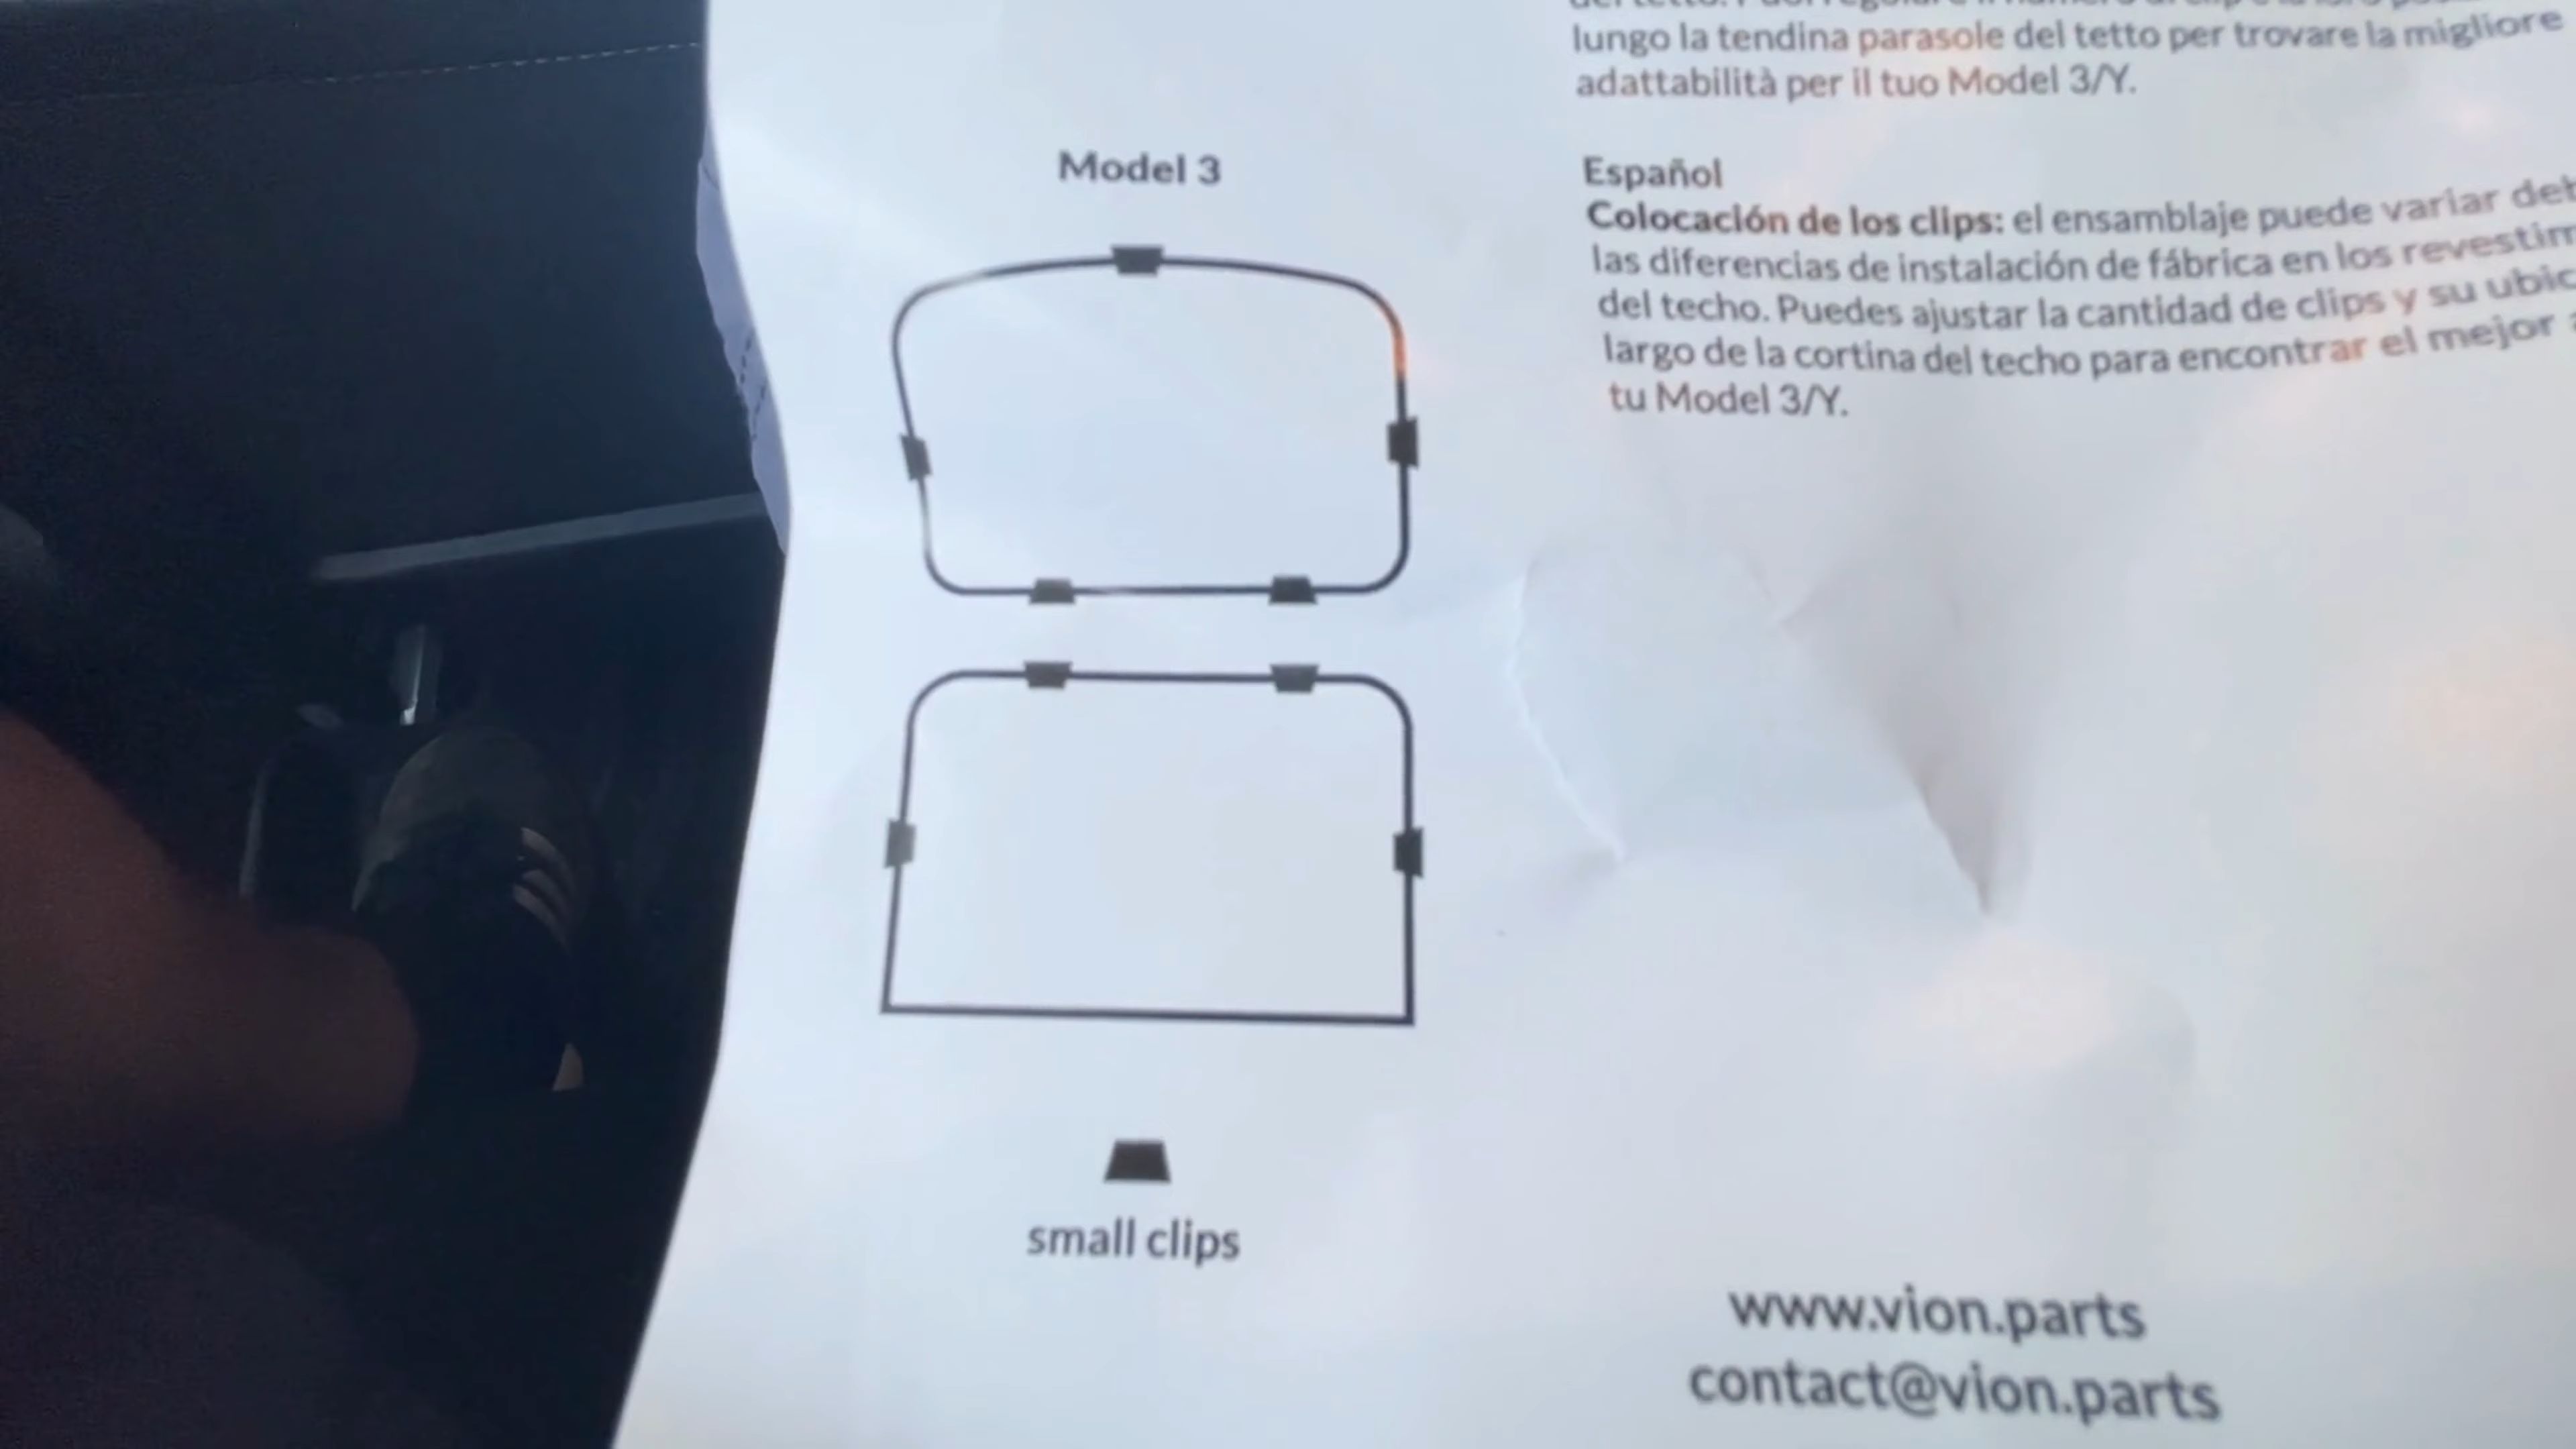 lungo la tendina parasole del tetto per trovare la migliore
adattabilità per il tuo Model 3/Y.
Model 3
Español
Colocación de los clips: el ensamblaje puede variar
las diferencias de instalación de fábrica en los
del techo. Puedes ajustar la cantidad de clips y su
largo de la cortina del techo para encontrar el mejor
tu Model 3/Y.
small clips
www.vion.parts
contact@vion.parts